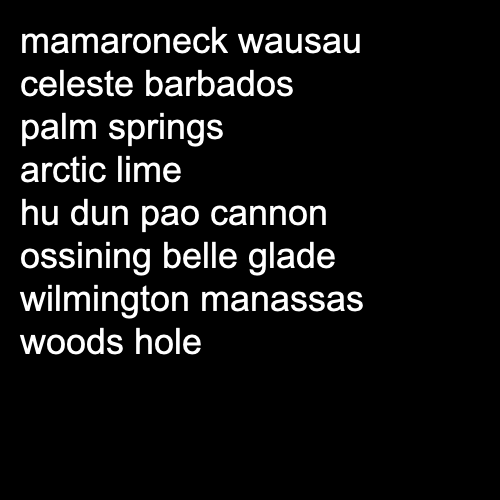 mamaroneck wausau
celeste barbados
palm springs
arctic lime
hu dun pao cannon
ossining belle glade
wilmington manassas
woods hole